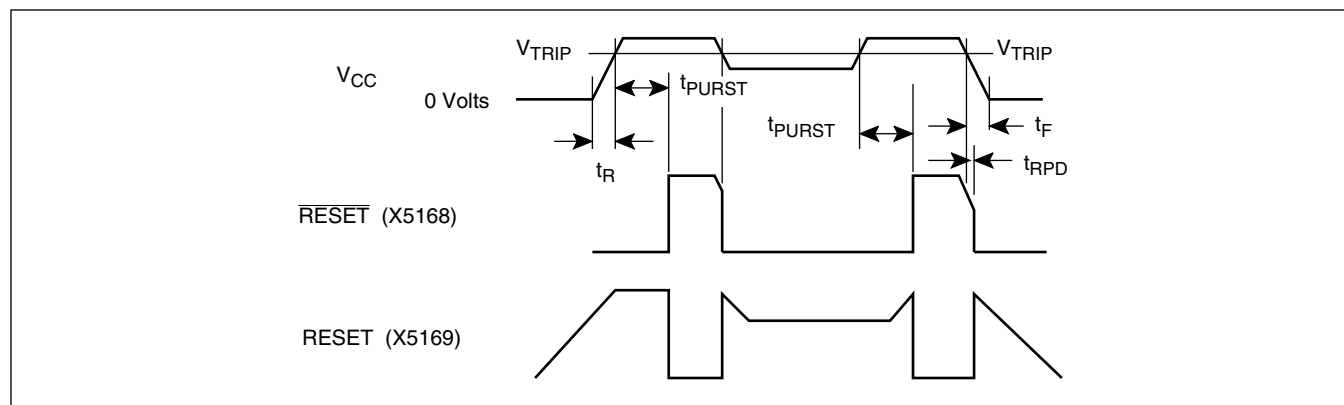 VTRIP
VTRIP
VCC
0 Volts
tPURST
tPURST
tF
tR
tRPD
RESET (X5168)
RESET (X5169)